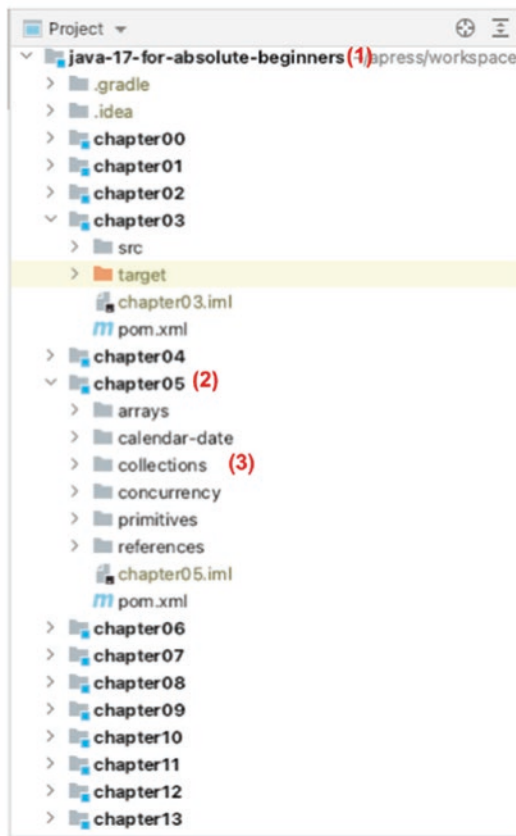 Project
java-17-for-absolute-beginners (1) /apress/workspace
.gradle
.idea
chapter00
chapter01
chapter02
chapter03
src
target
chapter03.iml
m pom.xml
chapter04
chapter05 (2)
arrays
calendar-date
collections (3)
concurrency
primitives
references
chapter05.iml
m pom.xml
chapter06
chapter07
chapter08
chapter09
chapter10
chapter11
chapter12
chapter13